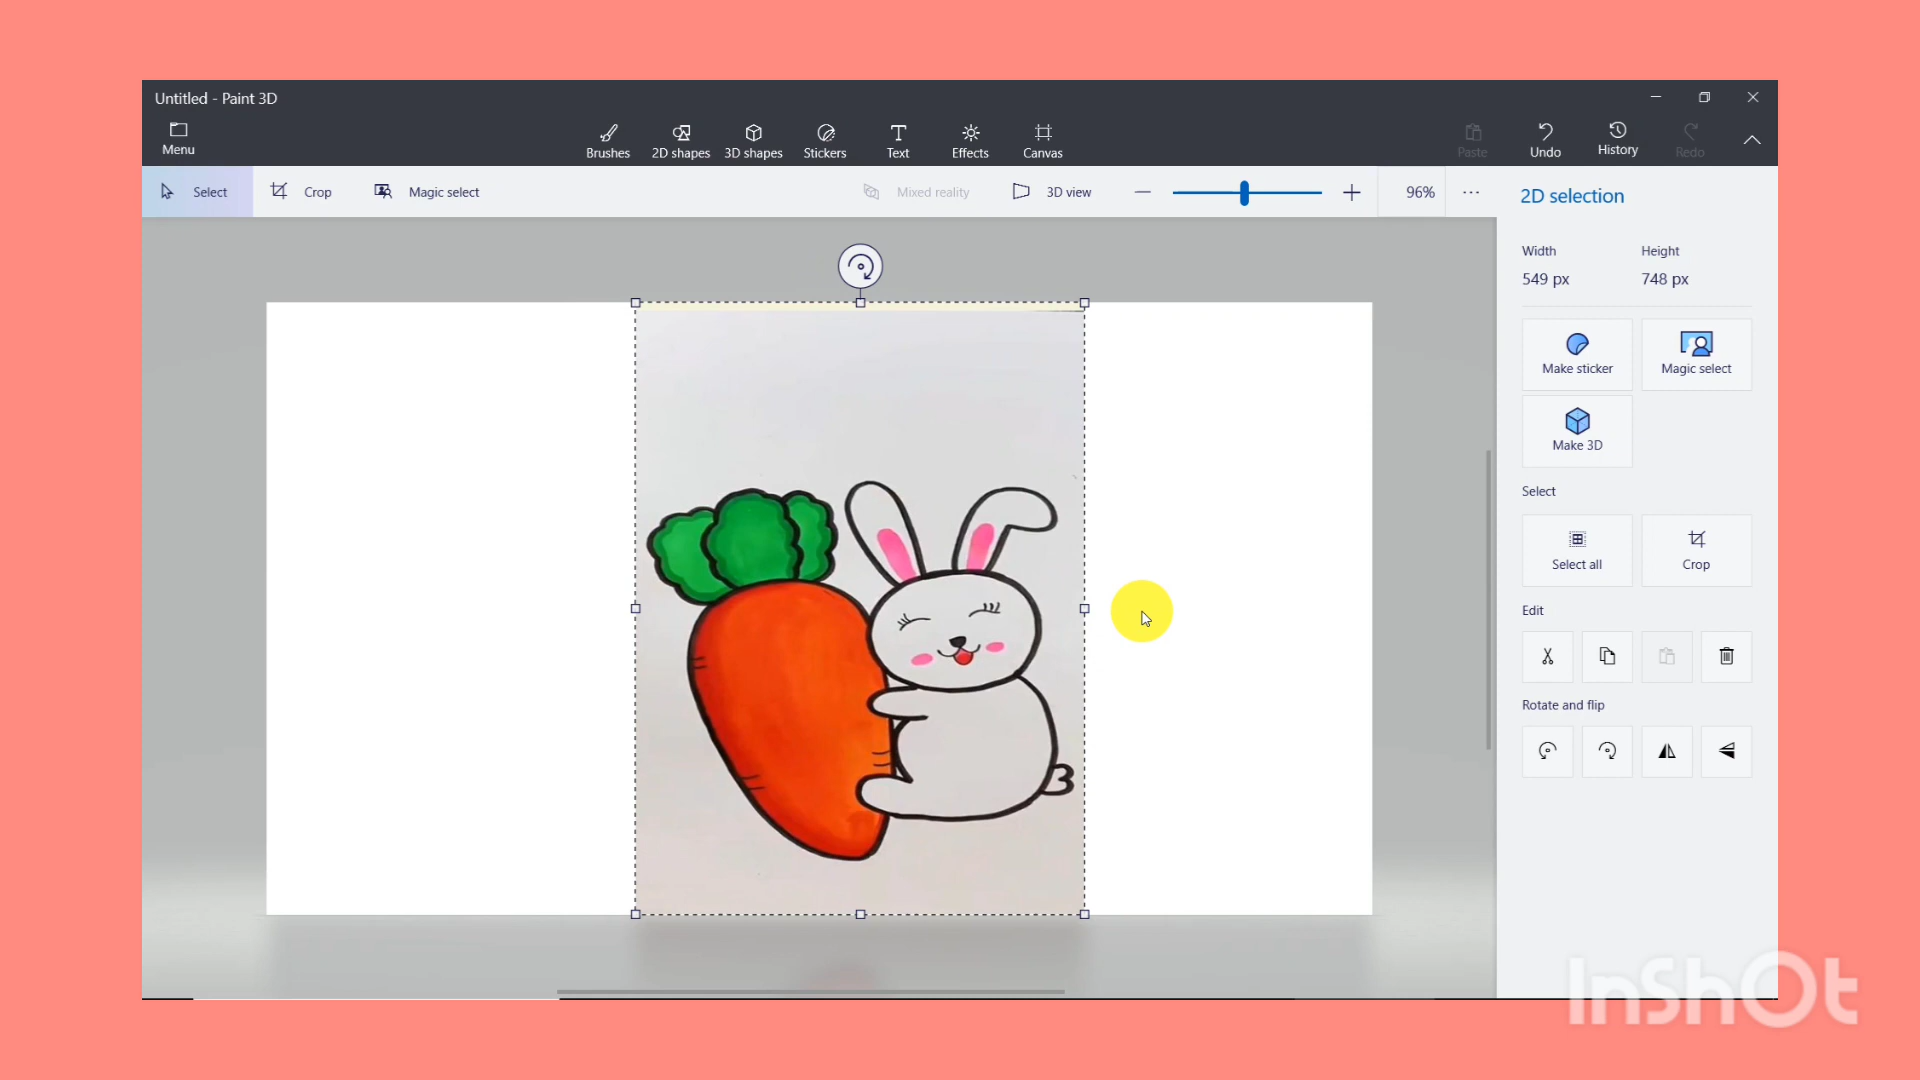 Untitled - Paint 3D
Menu
Brushes
2D shapes
3D shapes
Stickers
Text
Effects
Canvas
Paste
Undo
History
Redo
Select
Crop
Magic select
Mixed reality
3D view
96%
2D selection
Width
Height
549 px
748 px
Make sticker
Magic select
Make 3D
Select
Select all
Crop
Edit
Rotate and flip
InShOt